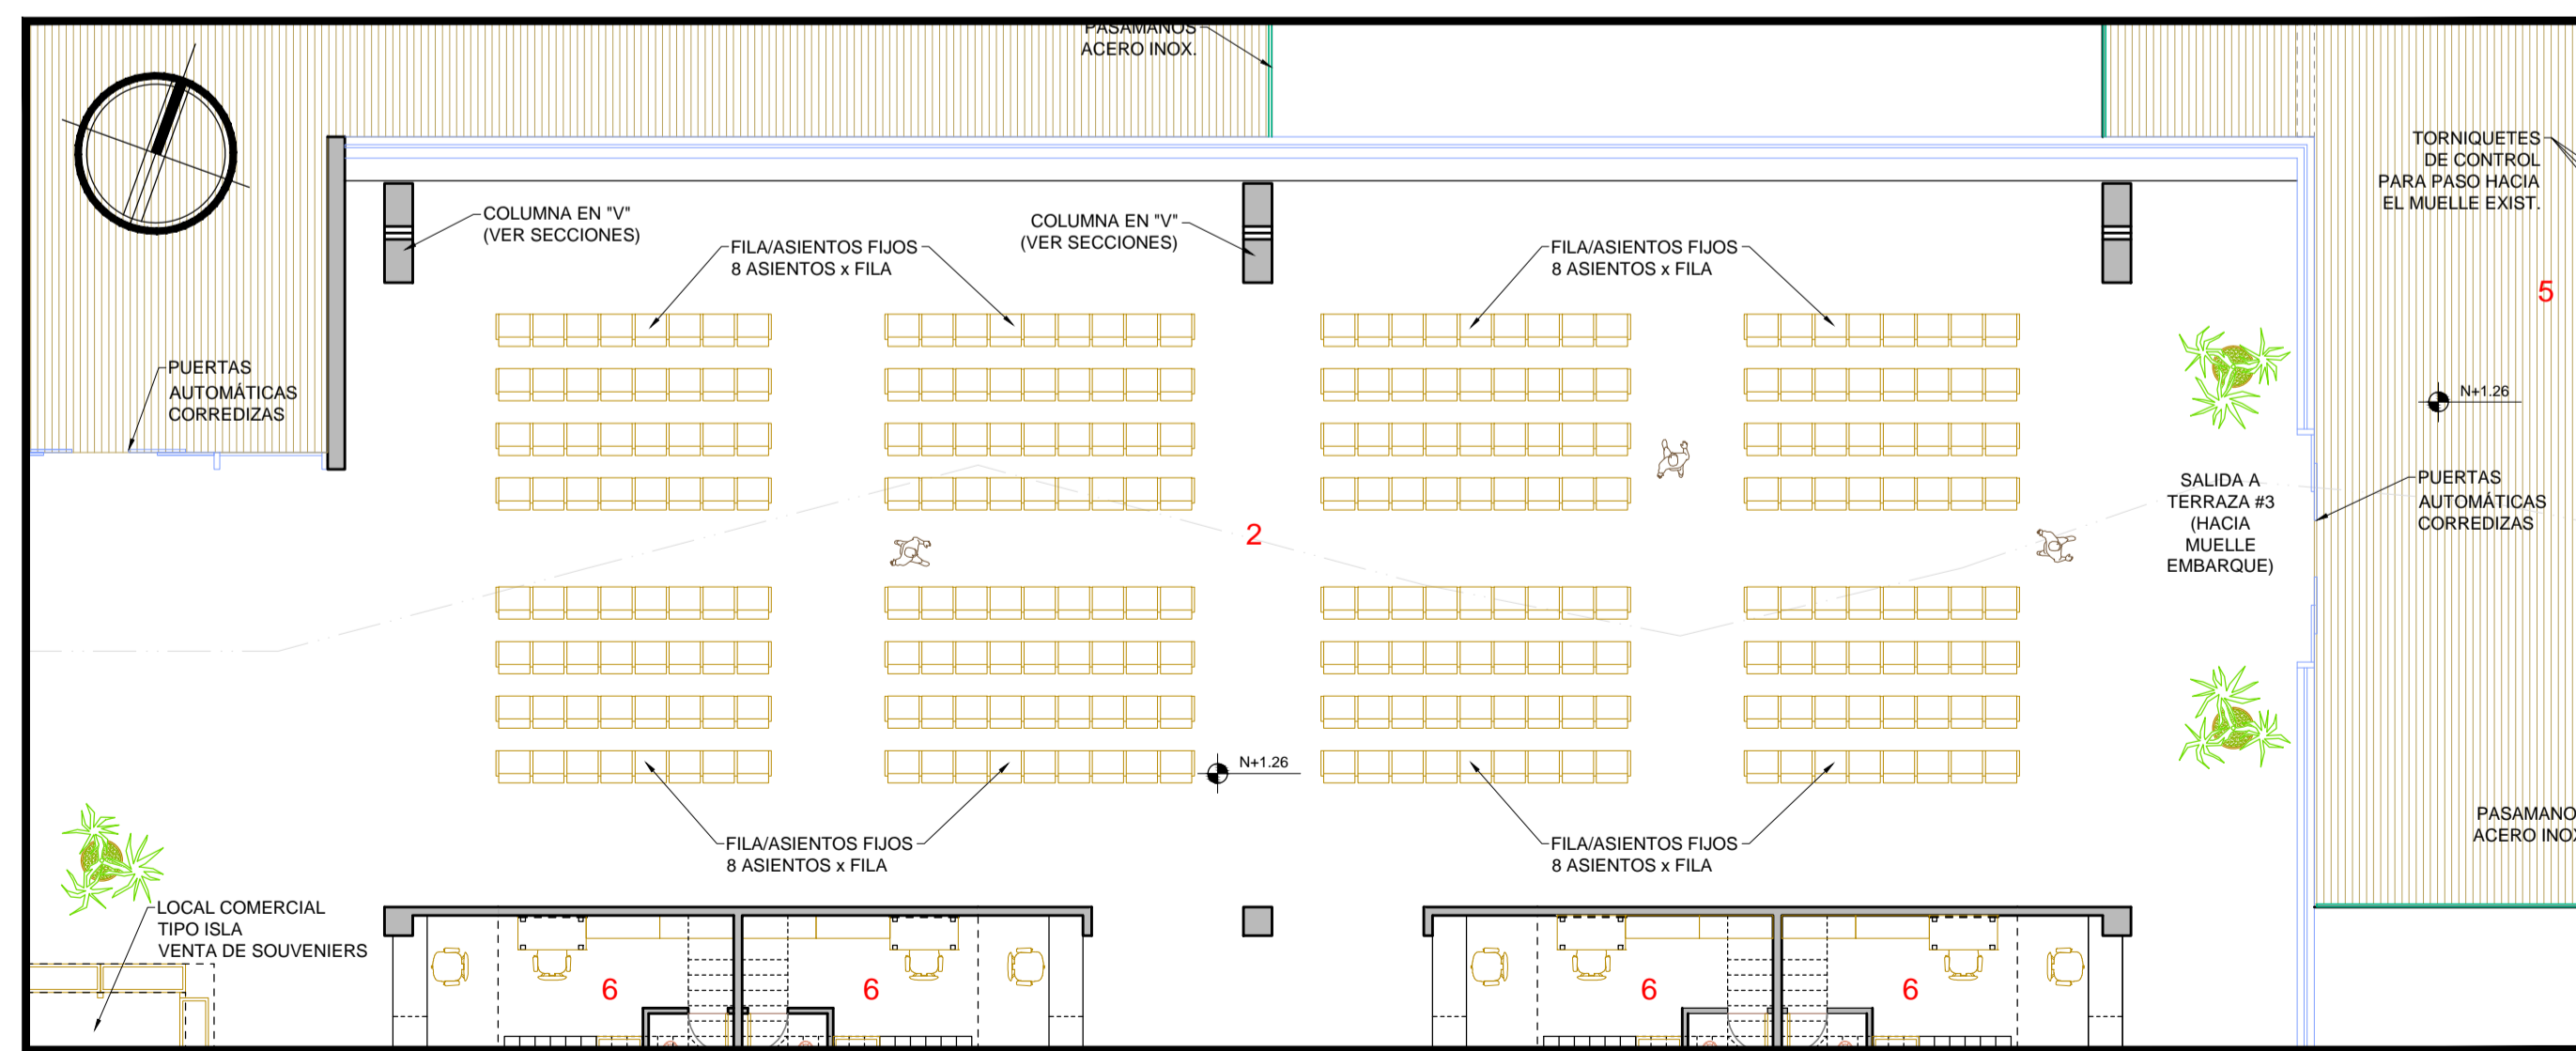 PASAMANOS
ACERO INOX.
TORNIQUETES
DE CONTROL
PARA PASO HACIA
EL MUELLE EXIST.
COLUMNA EN "V"
(VER SECCIONES)
COLUMNA EN "V"
(VER SECCIONES)
FILA/ASIENTOS FIJOS
8 ASIENTOS x FILA
FILA/ASIENTOS FIJOS
8 ASIENTOS x FILA
5
PUERTAS
AUTOMÁTICAS
CORREDIZAS
N+1.26
SALIDA A
TERRAZA #3
(HACIA
MUELLE
EMBARQUE)
PUERTAS
AUTOMÁTICAS
CORREDIZAS
2
N+1.26
FILA/ASIENTOS FIJOS
8 ASIENTOS x FILA
FILA/ASIENTOS FIJOS
8 ASIENTOS x FILA
PASAMANO
ACERO INOX
LOCAL COMERCIAL
TIPO ISLA
VENTA DE SOUVENIERS
6
6
6
6